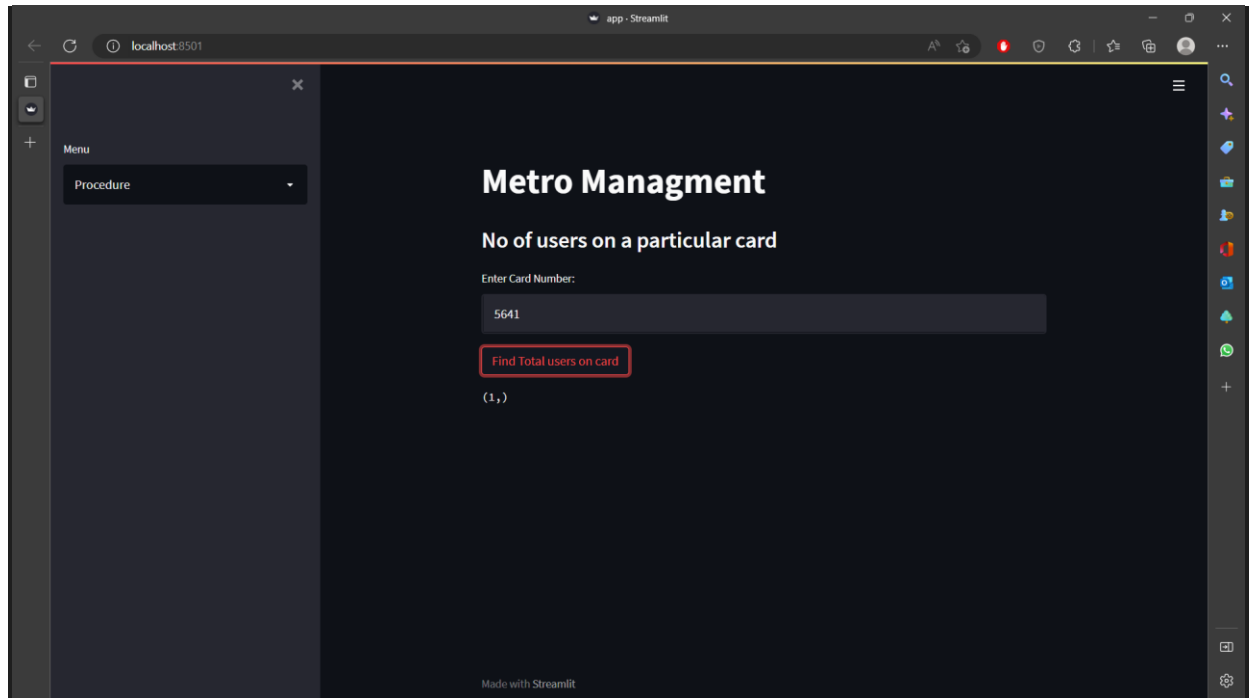 app - Streamlit
localhost:8501
Menu
Procedure
Metro Managment
No of users on a particular card
Enter Card Number:
5641
Find Total users on card
(1,)
Made with Streamlit